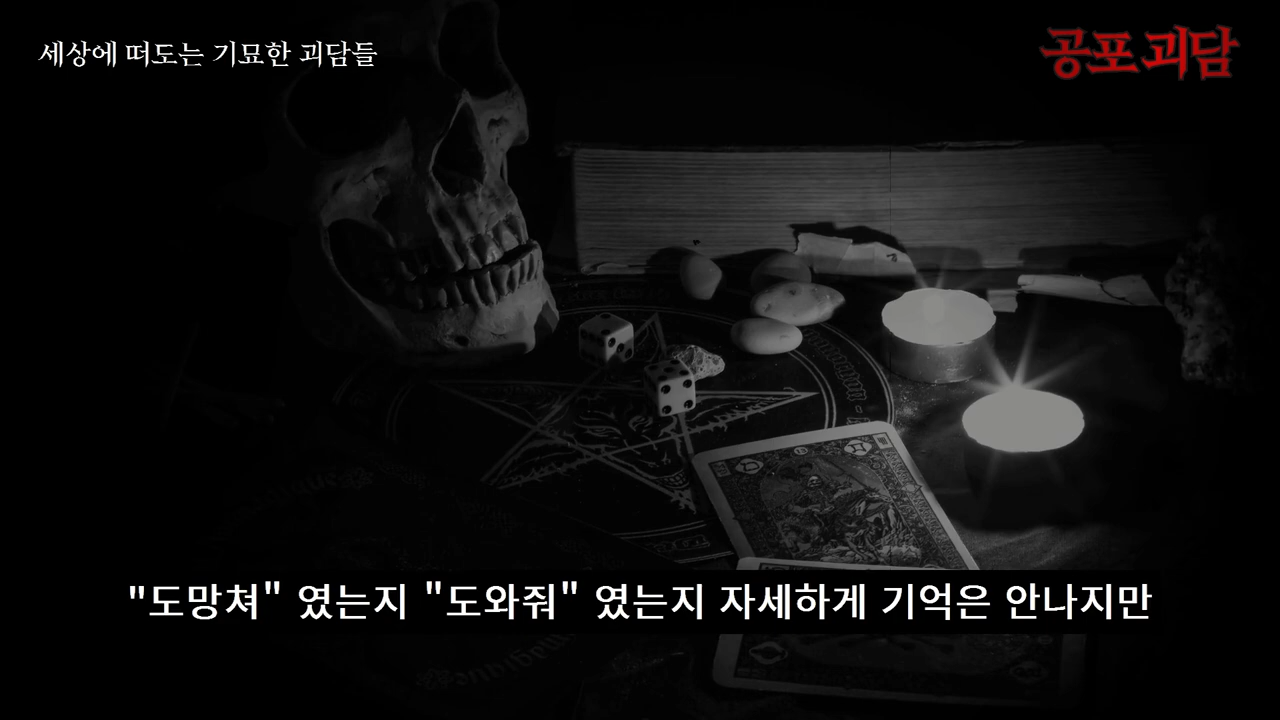 세상에 떠도는 기묘한 괴담들
공포괴담
"도망쳐" 였는지 "도와줘" 였는지 자세하게 기억은 안나지만